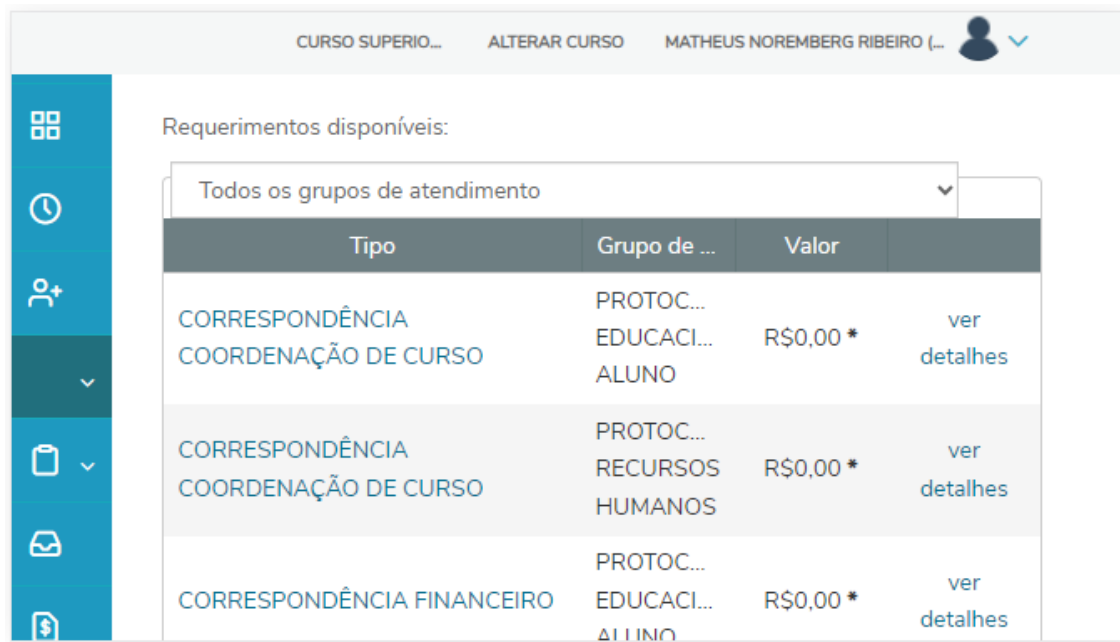 CURSO SUPERIO... ALTERAR CURSO MATHEUS NOREMBERG RIBEIRO (...
Requerimentos disponíveis:
Todos os grupos de atendimento
Tipo Grupo de ... Valor
CORRESPONDÊNCIA COORDENAÇÃO DE CURSO PROTOC... EDUCACI... ALUNO R$0,00 * ver detalhes
CORRESPONDÊNCIA COORDENAÇÃO DE CURSO PROTOC... RECURSOS HUMANOS R$0,00 * ver detalhes
CORRESPONDÊNCIA FINANCEIRO PROTOC... EDUCACI... ALUNO R$0,00 * ver detalhes